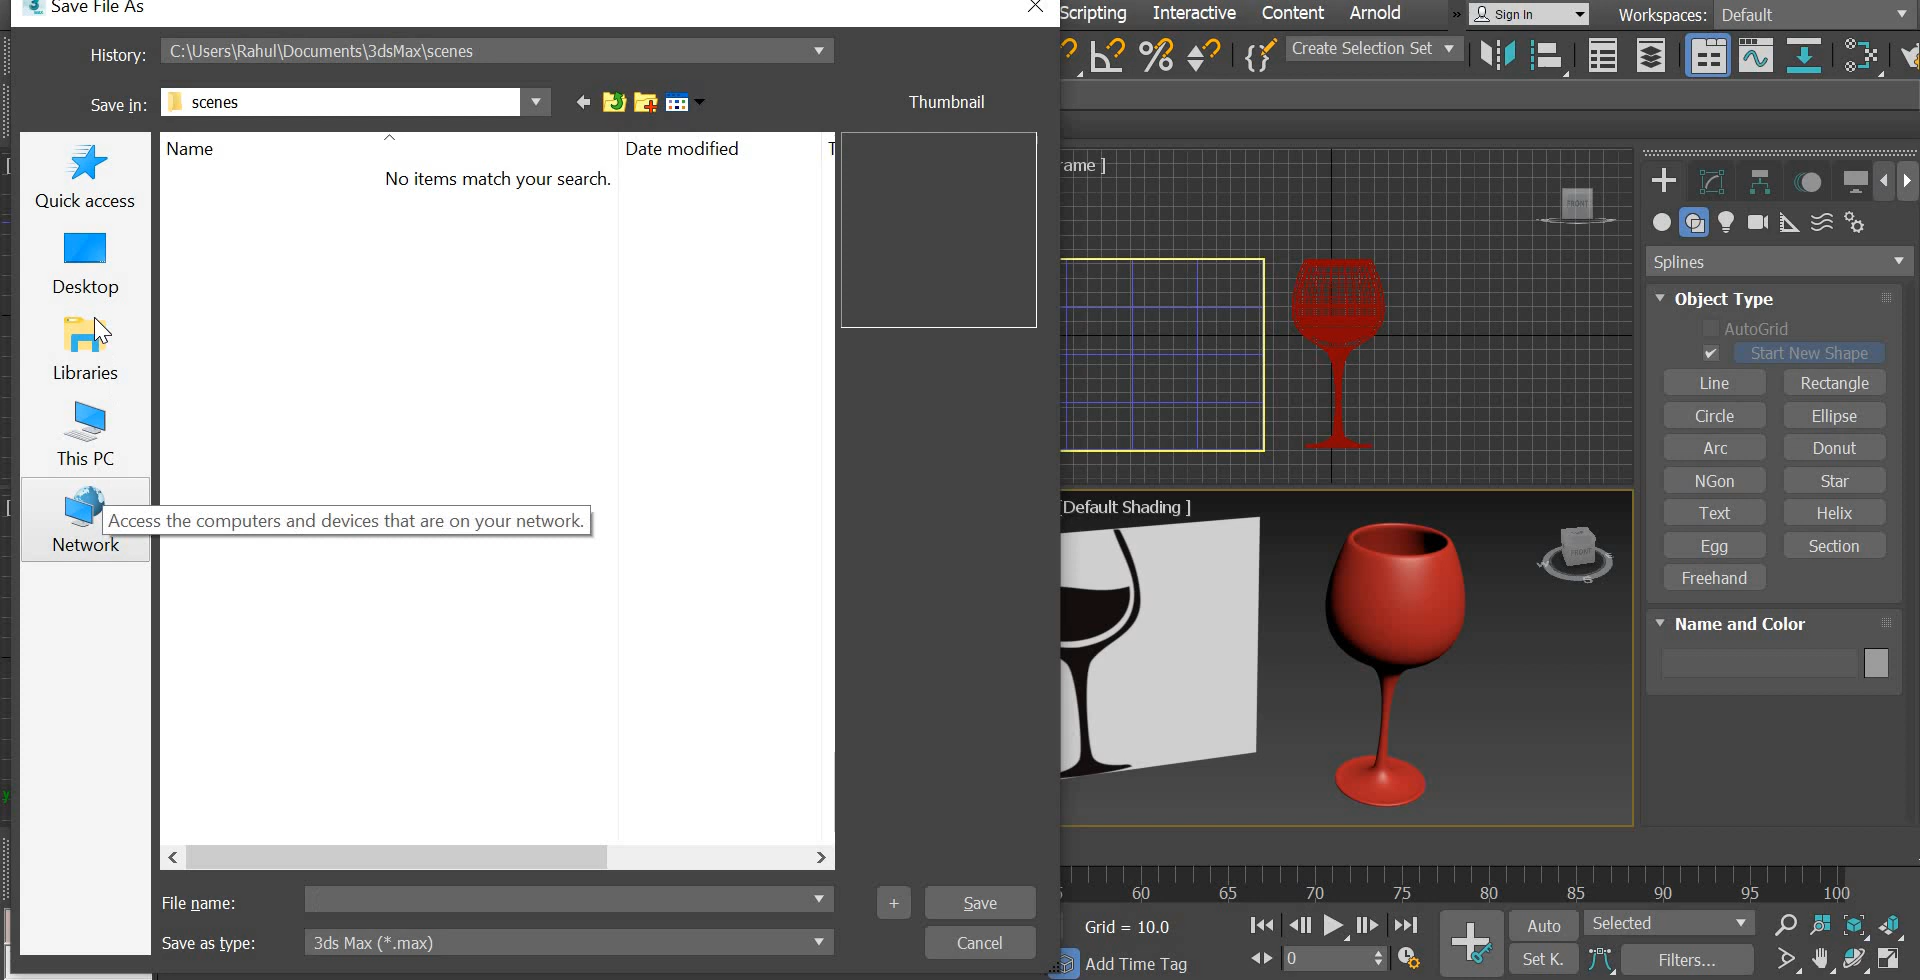 Save File As
History:
C:\Users\Rahul\Documents\3dsMax\scenes
Save in:
scenes
Thumbnail
Name
Date modified
No items match your search.
Quick access
Desktop
Libraries
This PC
Network
Access the computers and devices that are on your network.
File name:
Save as type:
3ds Max (*.max)
+
Save
Cancel
Scripting
Interactive
Content
Arnold
»
Sign In
Workspaces:
Default
Create Selection Set
ame ]
FRONT
[Default Shading ]
FRONT
W
S
Splines
Object Type
AutoGrid
Start New Shape
Line
Rectangle
Circle
Ellipse
Arc
Donut
NGon
Star
Text
Helix
Egg
Section
Freehand
Name and Color
60 65 70 75 80 85 90 95 100
Grid = 10.0
Add Time Tag
0
Auto
Selected
Set K.
Filters...
y